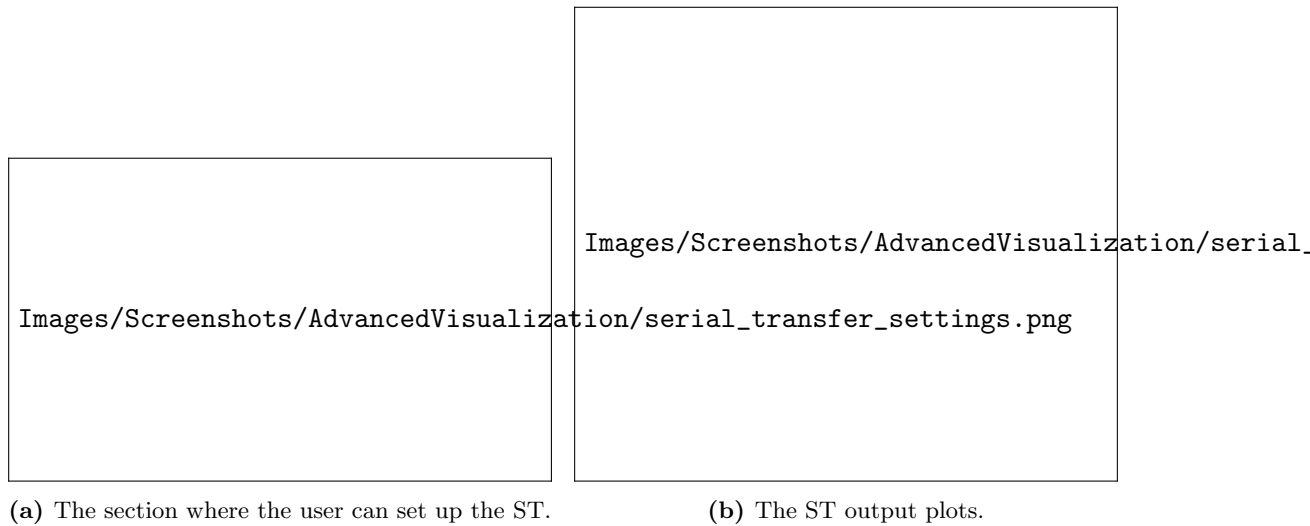 Images/Screenshots/AdvancedVisualization/serial_
Images/Screenshots/AdvancedVisualization/serial_transfer_settings.png
(a) The section where the user can set up the ST.
(b) The ST output plots.